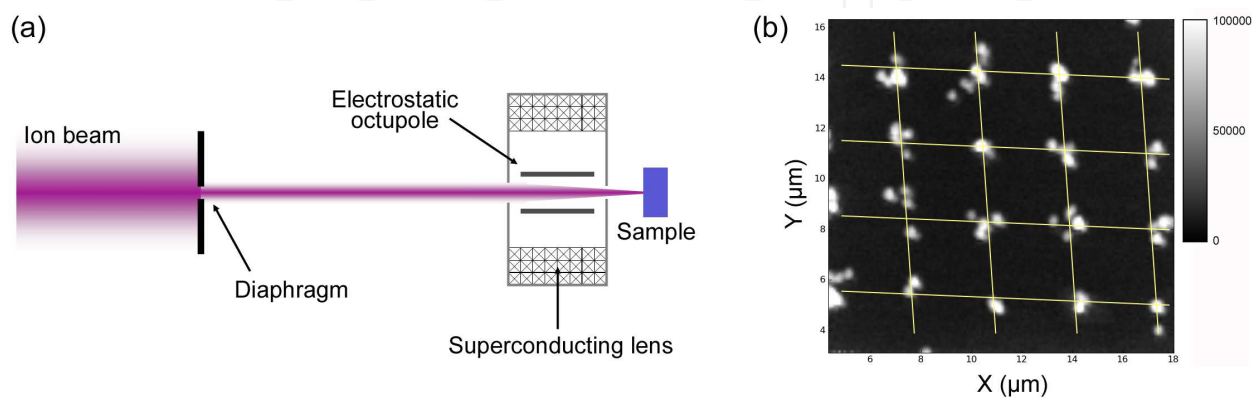 (a)
Electrostatic
octupole
Ion beam
Sample
Diaphragm
Superconducting lens
(b)
16
14
12
10
8
6
4
6
8
10
12
14
16
18
Y (µm)
X (µm)
100000
50000
0